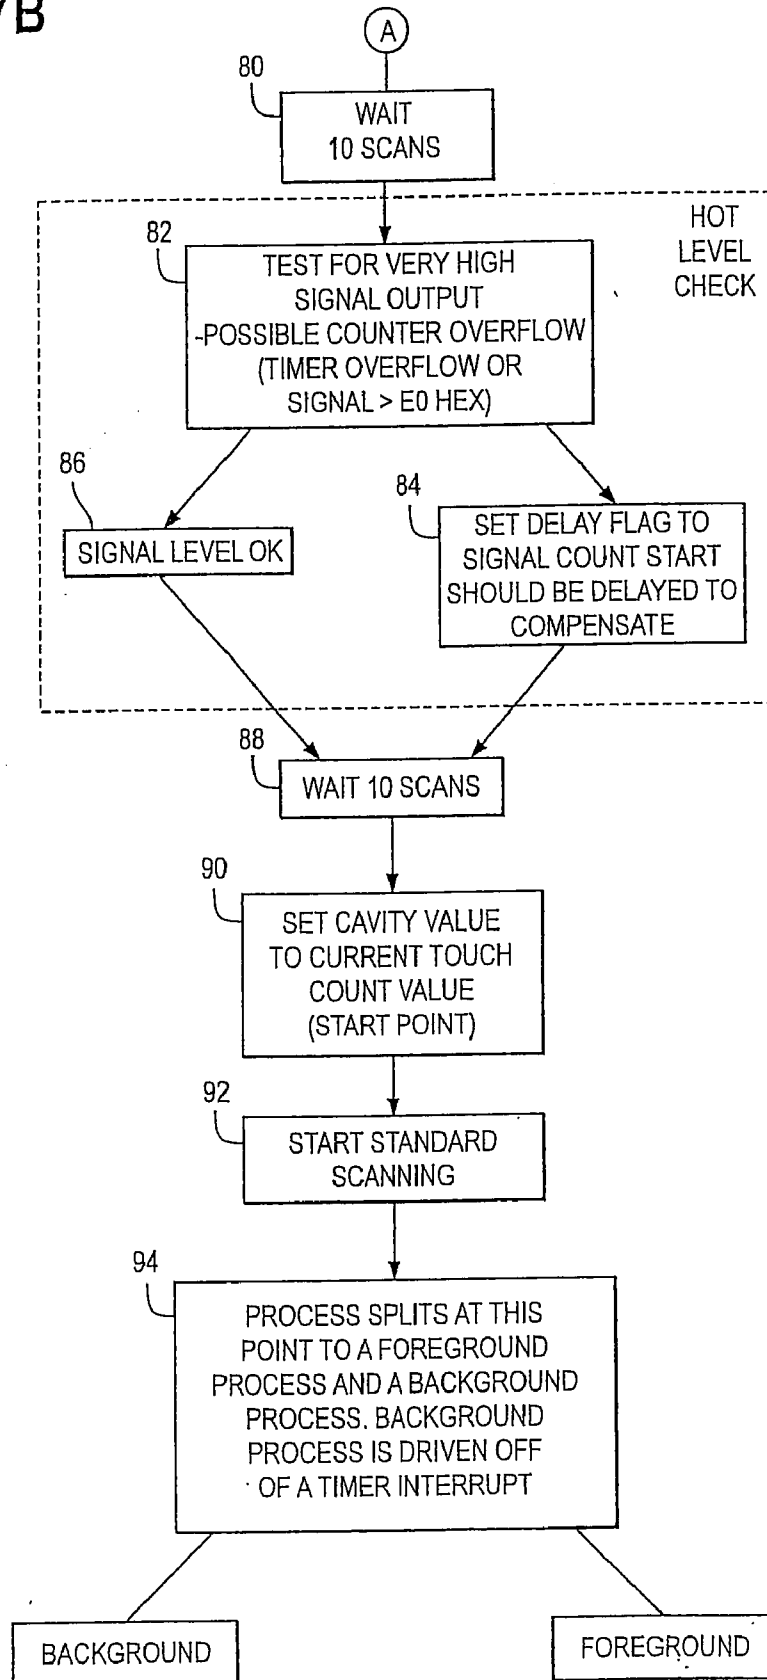 7B
A
80
WAIT
10 SCANS
HOT
LEVEL
CHECK
82
TEST FOR VERY HIGH
SIGNAL OUTPUT
-POSSIBLE COUNTER OVERFLOW
(TIMER OVERFLOW OR
SIGNAL > E0 HEX)
86
SIGNAL LEVEL OK
84
SET DELAY FLAG TO
SIGNAL COUNT START
SHOULD BE DELAYED TO
COMPENSATE
88
WAIT 10 SCANS
90
SET CAVITY VALUE
TO CURRENT TOUCH
COUNT VALUE
(START POINT)
92
START STANDARD
SCANNING
94
PROCESS SPLITS AT THIS
POINT TO A FOREGROUND
PROCESS AND A BACKGROUND
PROCESS. BACKGROUND
PROCESS IS DRIVEN OFF
OF A TIMER INTERRUPT
BACKGROUND
FOREGROUND